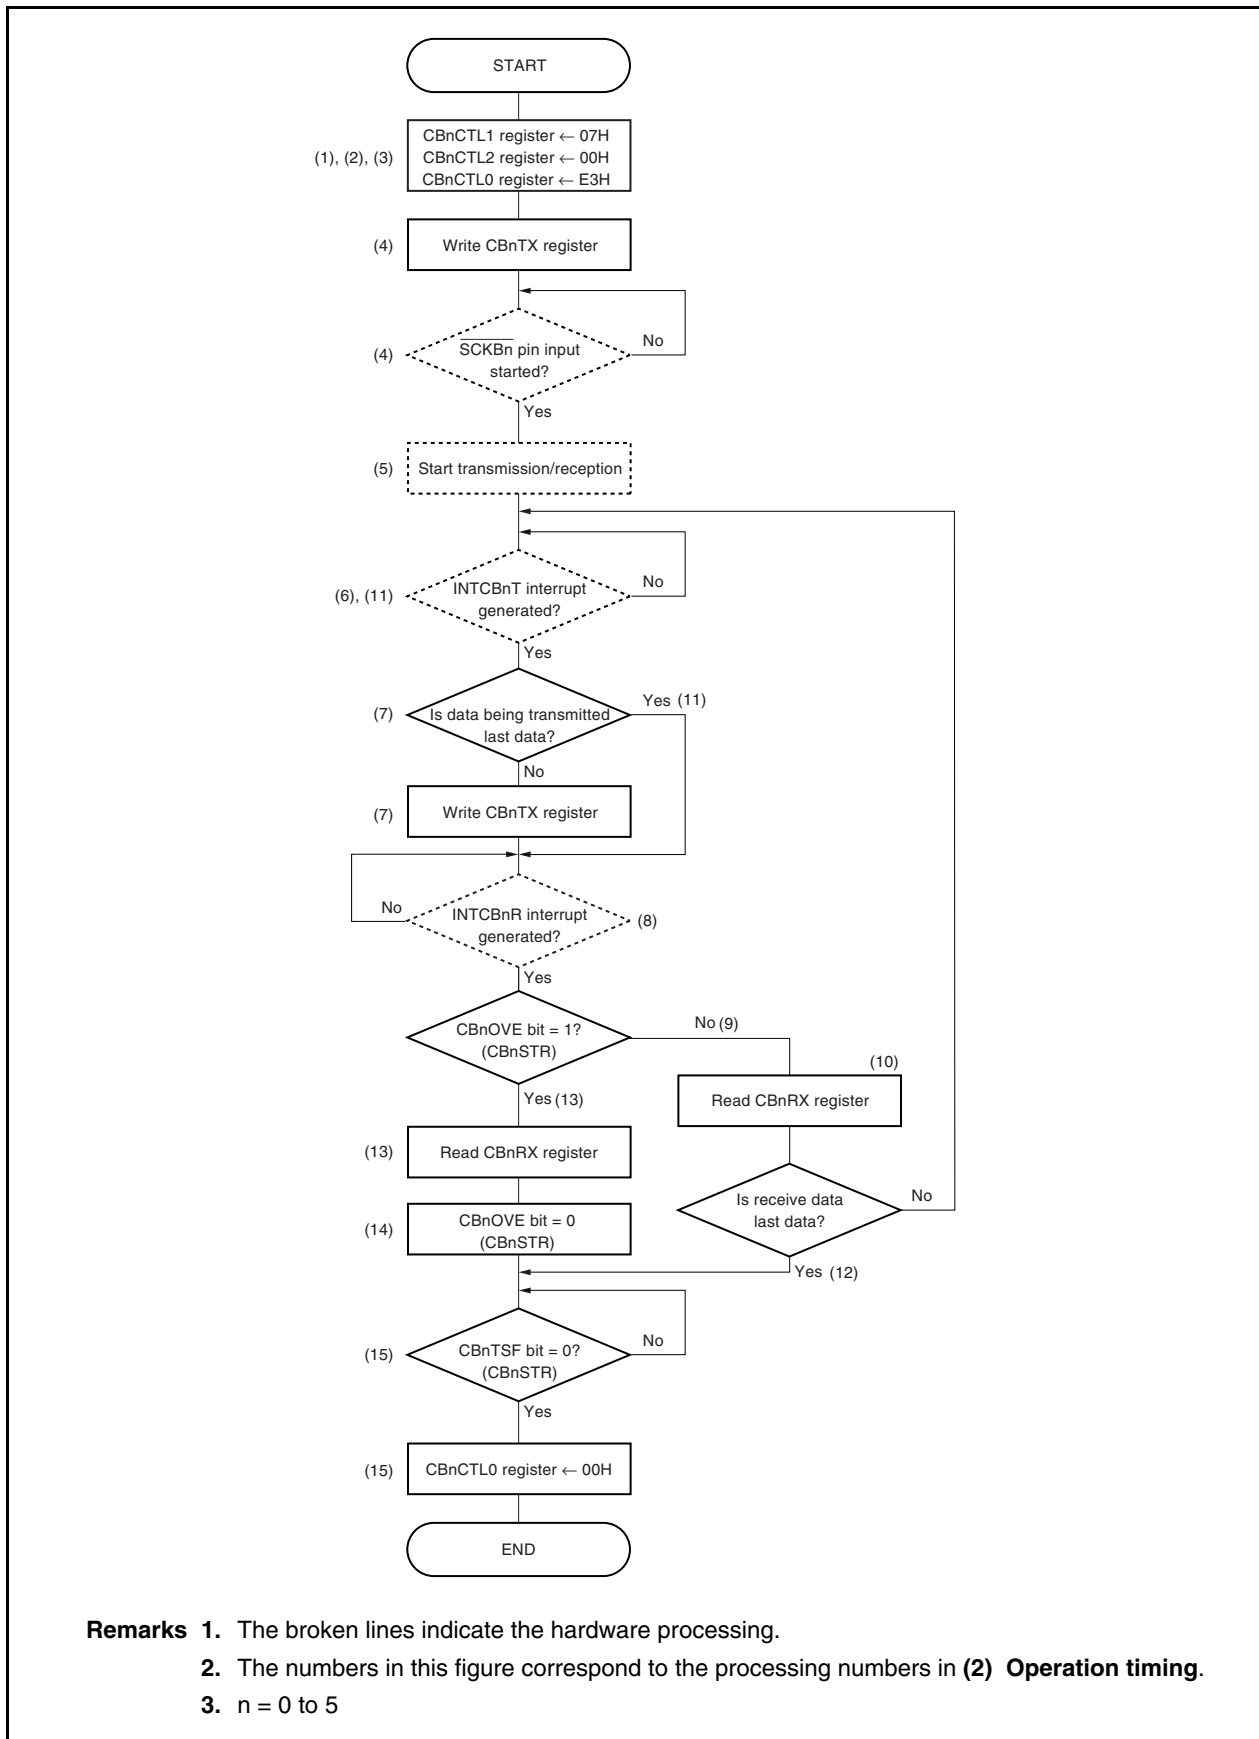 START
CBnCTL1 register ← 07H
(1), (2), (3) CBnCTL2 register ← 00H
CBnCTL0 register ← E3H
(4) Write CBnTX register
No
(4) SCKBn pin input
started?
Yes
(5) Start transmission/reception
No
(6), (11) INTCBnT interrupt
generated?
Yes
Yes (11)
(7) Is data being transmitted
last data?
No
(7) Write CBnTX register
No
INTCBnR interrupt (8)
generated?
Yes
CBnOVE bit = 1? No (9)
(CBnSTR)
(10)
Yes (13)
Read CBnRX register
(13) Read CBnRX register
Is receive data No
last data?
(14) CBnOVE bit = 0
(CBnSTR)
Yes (12)
No
(15) CBnTSF bit = 0?
(CBnSTR)
Yes
(15) CBnCTL0 register ← 00H
END
Remarks 1. The broken lines indicate the hardware processing.
2. The numbers in this figure correspond to the processing numbers in (2) Operation timing.
3. n = 0 to 5